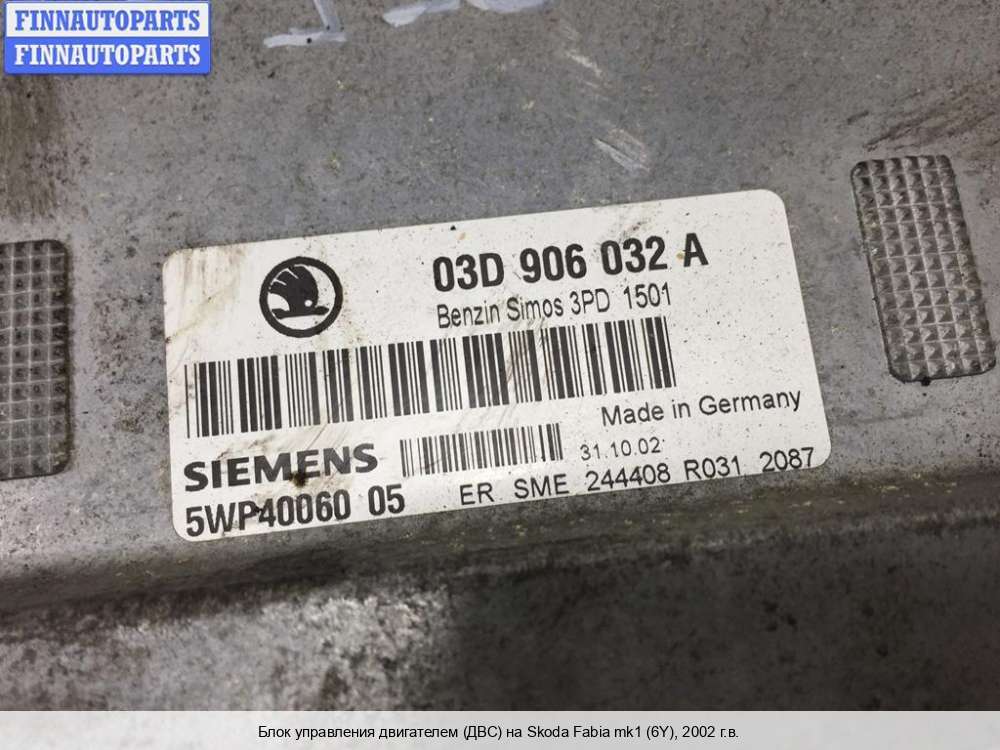 FINNAUTOPARTS
FINNAUTOPARTS
03D 906 032 A
Benzin Simos 3PD 1501
Made in Germany
SIEMENS
31.10.02
5WP40060 05
ER SME 244408 R031 2087
Блок управления двигателем (ДВС) на Skoda Fabia mk1 (6Y), 2002 г.в.